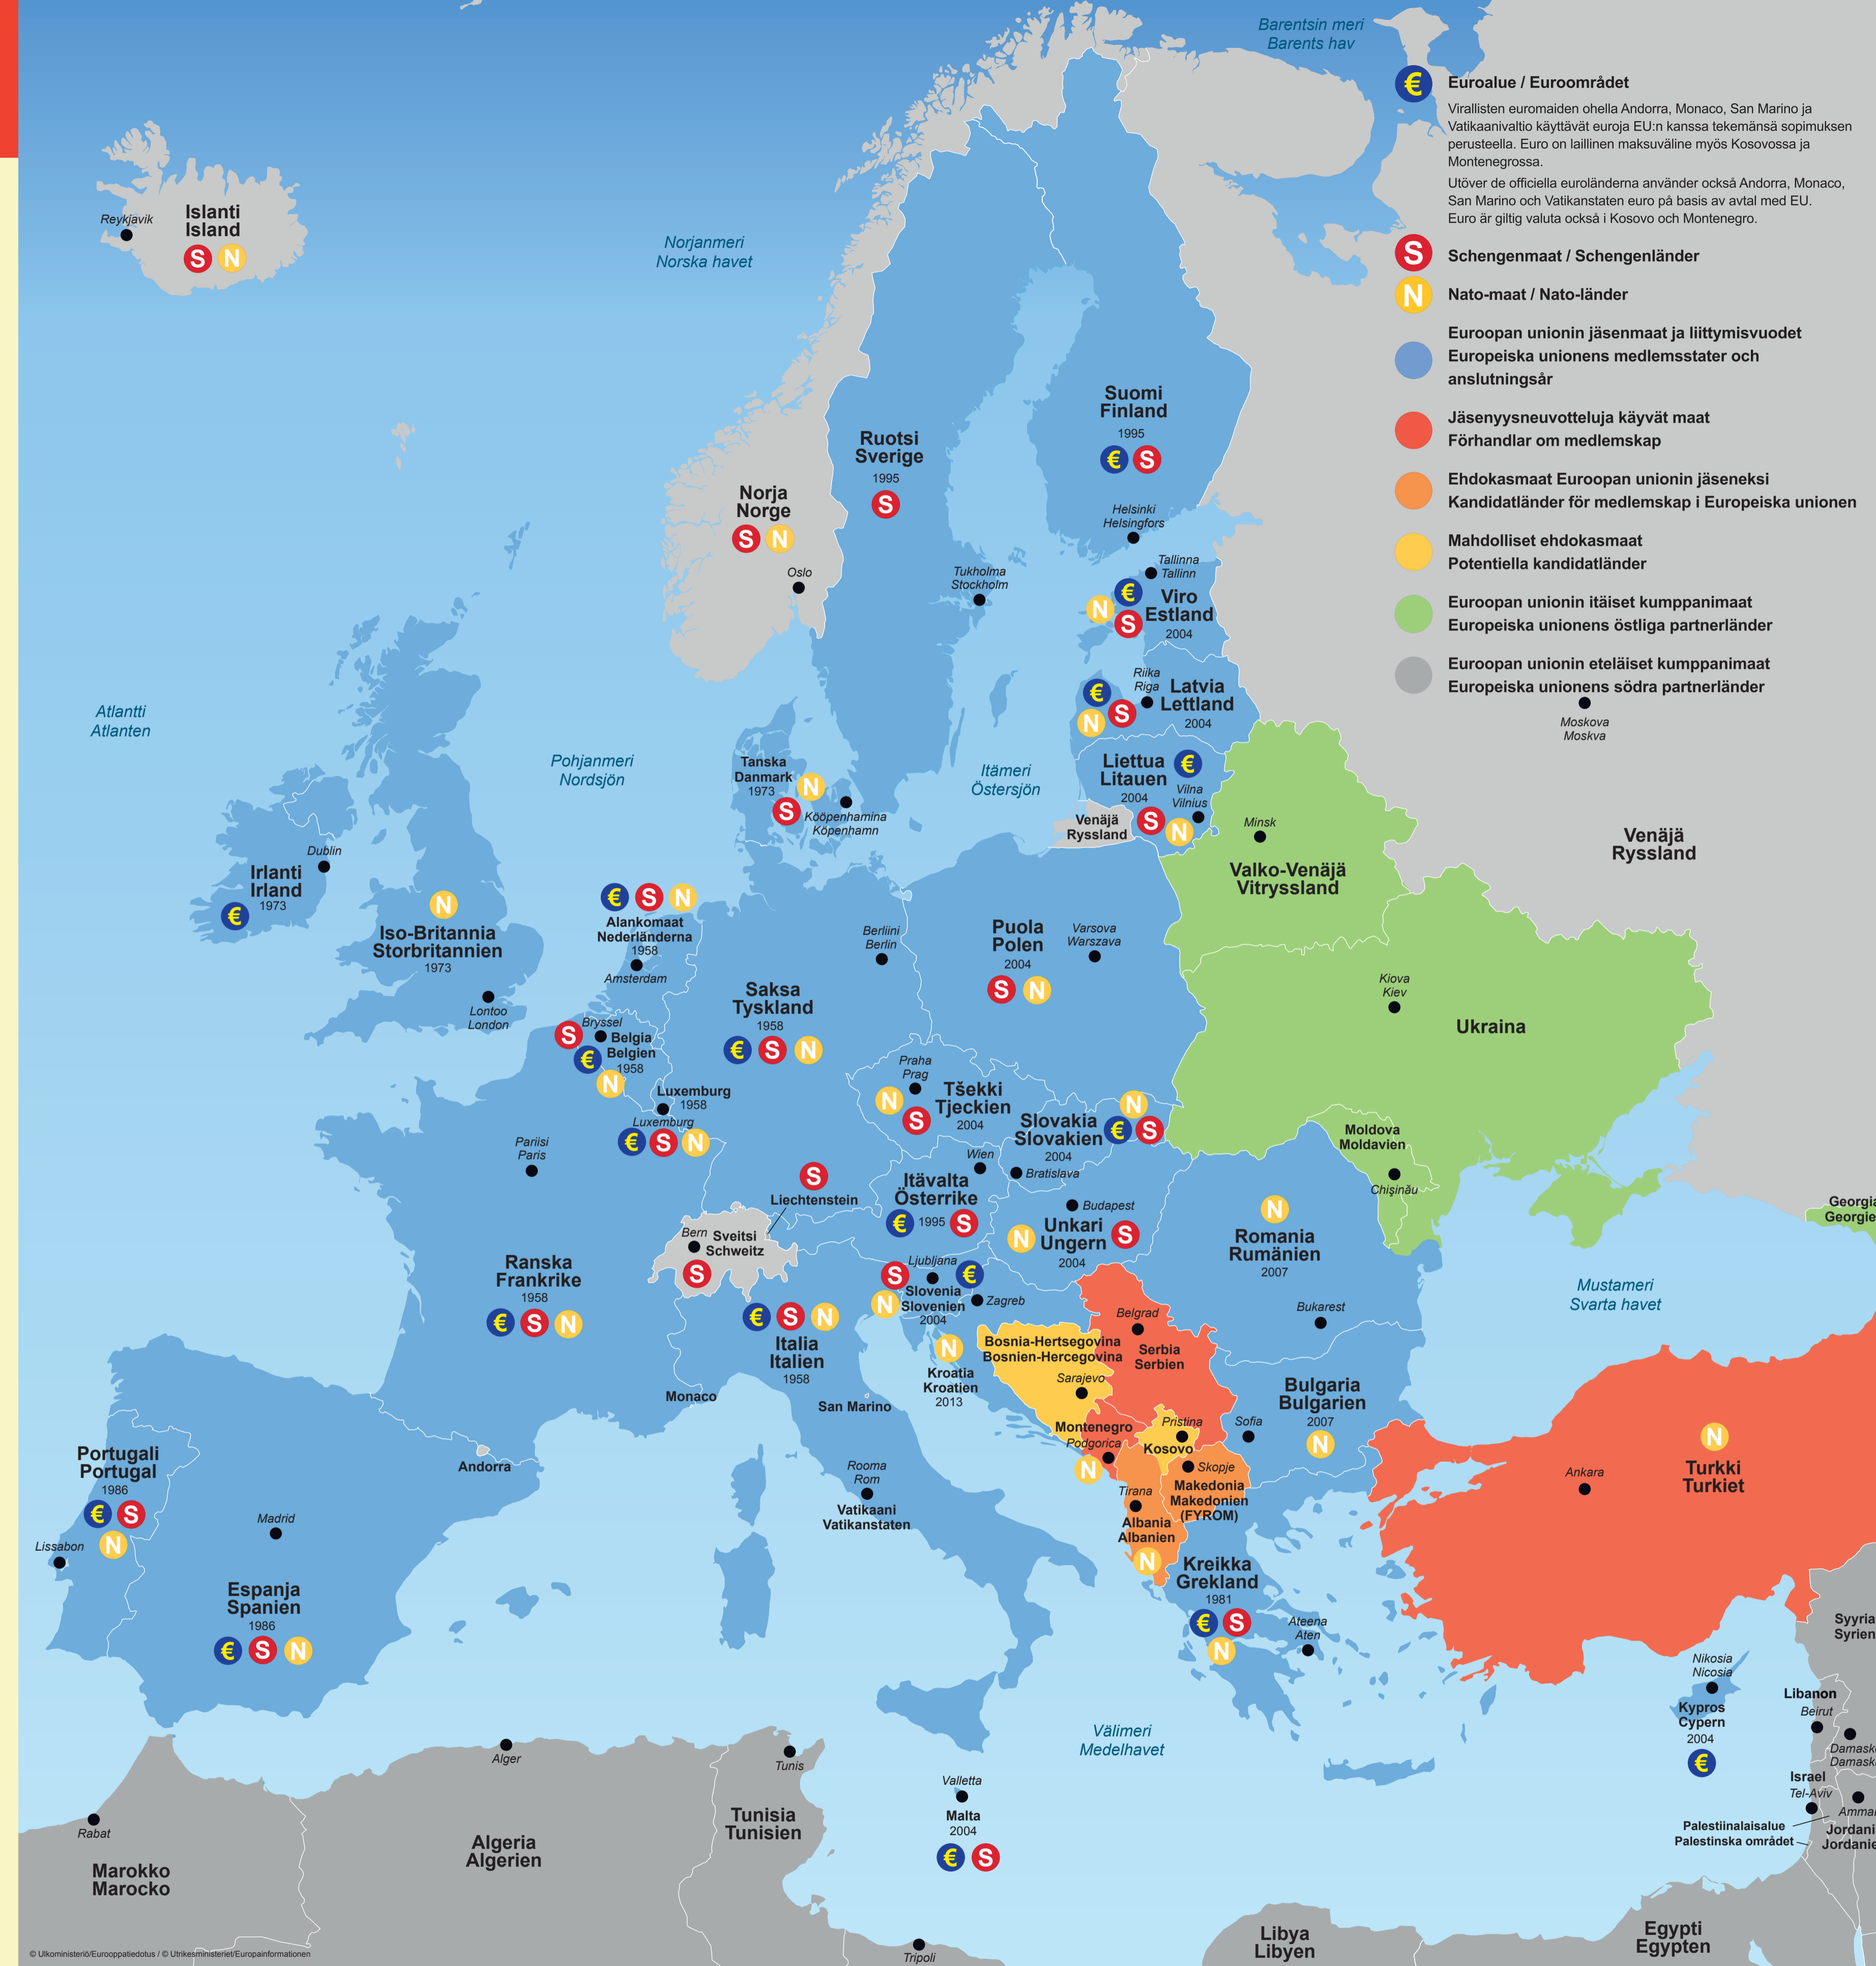 Barentsin meri
Barents hav
€ Euroalue / Euroområdet
Virallisten euromaiden ohella Andorra, Monaco, San Marino ja
Vatikaanivaltio käyttävät euroja EU:n kanssa tekemänsä sopimuksen
perusteella. Euro on laillinen maksuväline myös Kosovossa ja
Montenegrossa.
Utöver de officiella euroländerna använder också Andorra, Monaco,
San Marino och Vatikanstaten euro på basis av avtal med EU.
Euro är giltig valuta också i Kosovo och Montenegro.
S Schengenmaat / Schengenländer
N Nato-maat / Nato-länder
Euroopan unionin jäsenmaat ja liittymisvuodet
Europeiska unionens medlemsstater och
anslutningsår
Jäsenyysneuvotteluja käyvät maat
Förhandlar om medlemskap
Ehdokasmaat Euroopan unionin jäseneksi
Kandidatländer för medlemskap i Europeiska unionen
Mahdolliset ehdokasmaat
Potentiella kandidatländer
Euroopan unionin itäiset kumppanimaat
Europeiska unionens östliga partnerländer
Euroopan unionin eteläiset kumppanimaat
Europeiska unionens södra partnerländer
Moskova
Moskva
Reykjavik
Islanti
Island
S N
Norjanmeri
Norska havet
Suomi
Finland
1995
€ S
Helsinki
Helsingfors
Ruotsi
Sverige
1995
S
Tukholma
Stockholm
Norja
Norge
S N
Oslo
Tallinna
Tallinn
€
N
S
Viro
Estland
2004
Riika
Riga
Latvia
Lettland
2004
€
N S
Liettua
Litauen
2004
€
Vilna
Vilnius
S N
Venäjä
Ryssland
Atlantti
Atlanten
Pohjanmeri
Nordsjön
Itämeri
Östersjön
Tanska
Danmark
1973
N
S
Kööpenhamina
Köpenhamn
Minsk
Valko-Venäjä
Vitryssland
Venäjä
Ryssland
Dublin
Irlanti
Irland
1973
€
N
Iso-Britannia
Storbritannien
1973
Lontoo
London
€ S N
Alankomaat
Nederländerna
1958
Amsterdam
Berliini
Berlin
Saksa
Tyskland
1958
€ S N
Puola
Polen
2004
S N
Varsova
Warszava
Kiova
Kiev
Ukraina
Bryssel
S
€
N
Belgia
Belgien
1958
Luxemburg
1958
Luxemburg
€ S N
Praha
Prag
Tšekki
Tjeckien
2004
N
S
Slovakia
Slovakien
2004
N
€ S
Bratislava
Moldova
Moldavien
Chişinău
Pariisi
Paris
Ranska
Frankrike
1958
€ S N
S
Liechtenstein
Bern
Sveitsi
Schweitz
S
Wien
Itävalta
Österrike
€ 1995 S
Budapest
Unkari
Ungern
2004
N
S
N
Romania
Rumänien
2007
Bukarest
Georgia
Georgie
Mustameri
Svarta havet
Ljubljana
S
€
N
Slovenia
Slovenien
2004
Zagreb
N
Kroatia
Kroatien
2013
€ S N
Italia
Italien
1958
Monaco
San Marino
Rooma
Rom
Vatikaani
Vatikanstaten
Bosnia-Hertsegovina
Bosnien-Hercegovina
Sarajevo
Belgrad
Serbia
Serbien
Montenegro
Podgorica
N
Pristina
Kosovo
Skopje
Makedonia
Makedonien
(FYROM)
Tirana
Albania
Albanien
N
Sofia
Bulgaria
Bulgarien
2007
N
Kreikka
Grekland
1981
€ S
N
Ateena
Aten
N
Turkki
Turkiet
Ankara
Andorra
Portugali
Portugal
1986
€ S
N
Lissabon
Madrid
Espanja
Spanien
1986
€ S N
Syyria
Syrien
Nikosia
Nicosia
Kypros
Cypern
2004
€
Libanon
Beirut
Damask
Damask
Israel
Tel-Aviv
Amma
Palestiinalaisalue
Palestinska området
Jordani
Jordanie
Välimeri
Medelhavet
Valletta
Malta
2004
€ S
Rabat
Marokko
Marocko
Alger
Algeria
Algerien
Tunis
Tunisia
Tunisien
Tripoli
Libya
Libyen
Egypti
Egypten
© Ulkoministeriö/Eurooppatiedotus / © Utrikesministeriet/Europainformationen